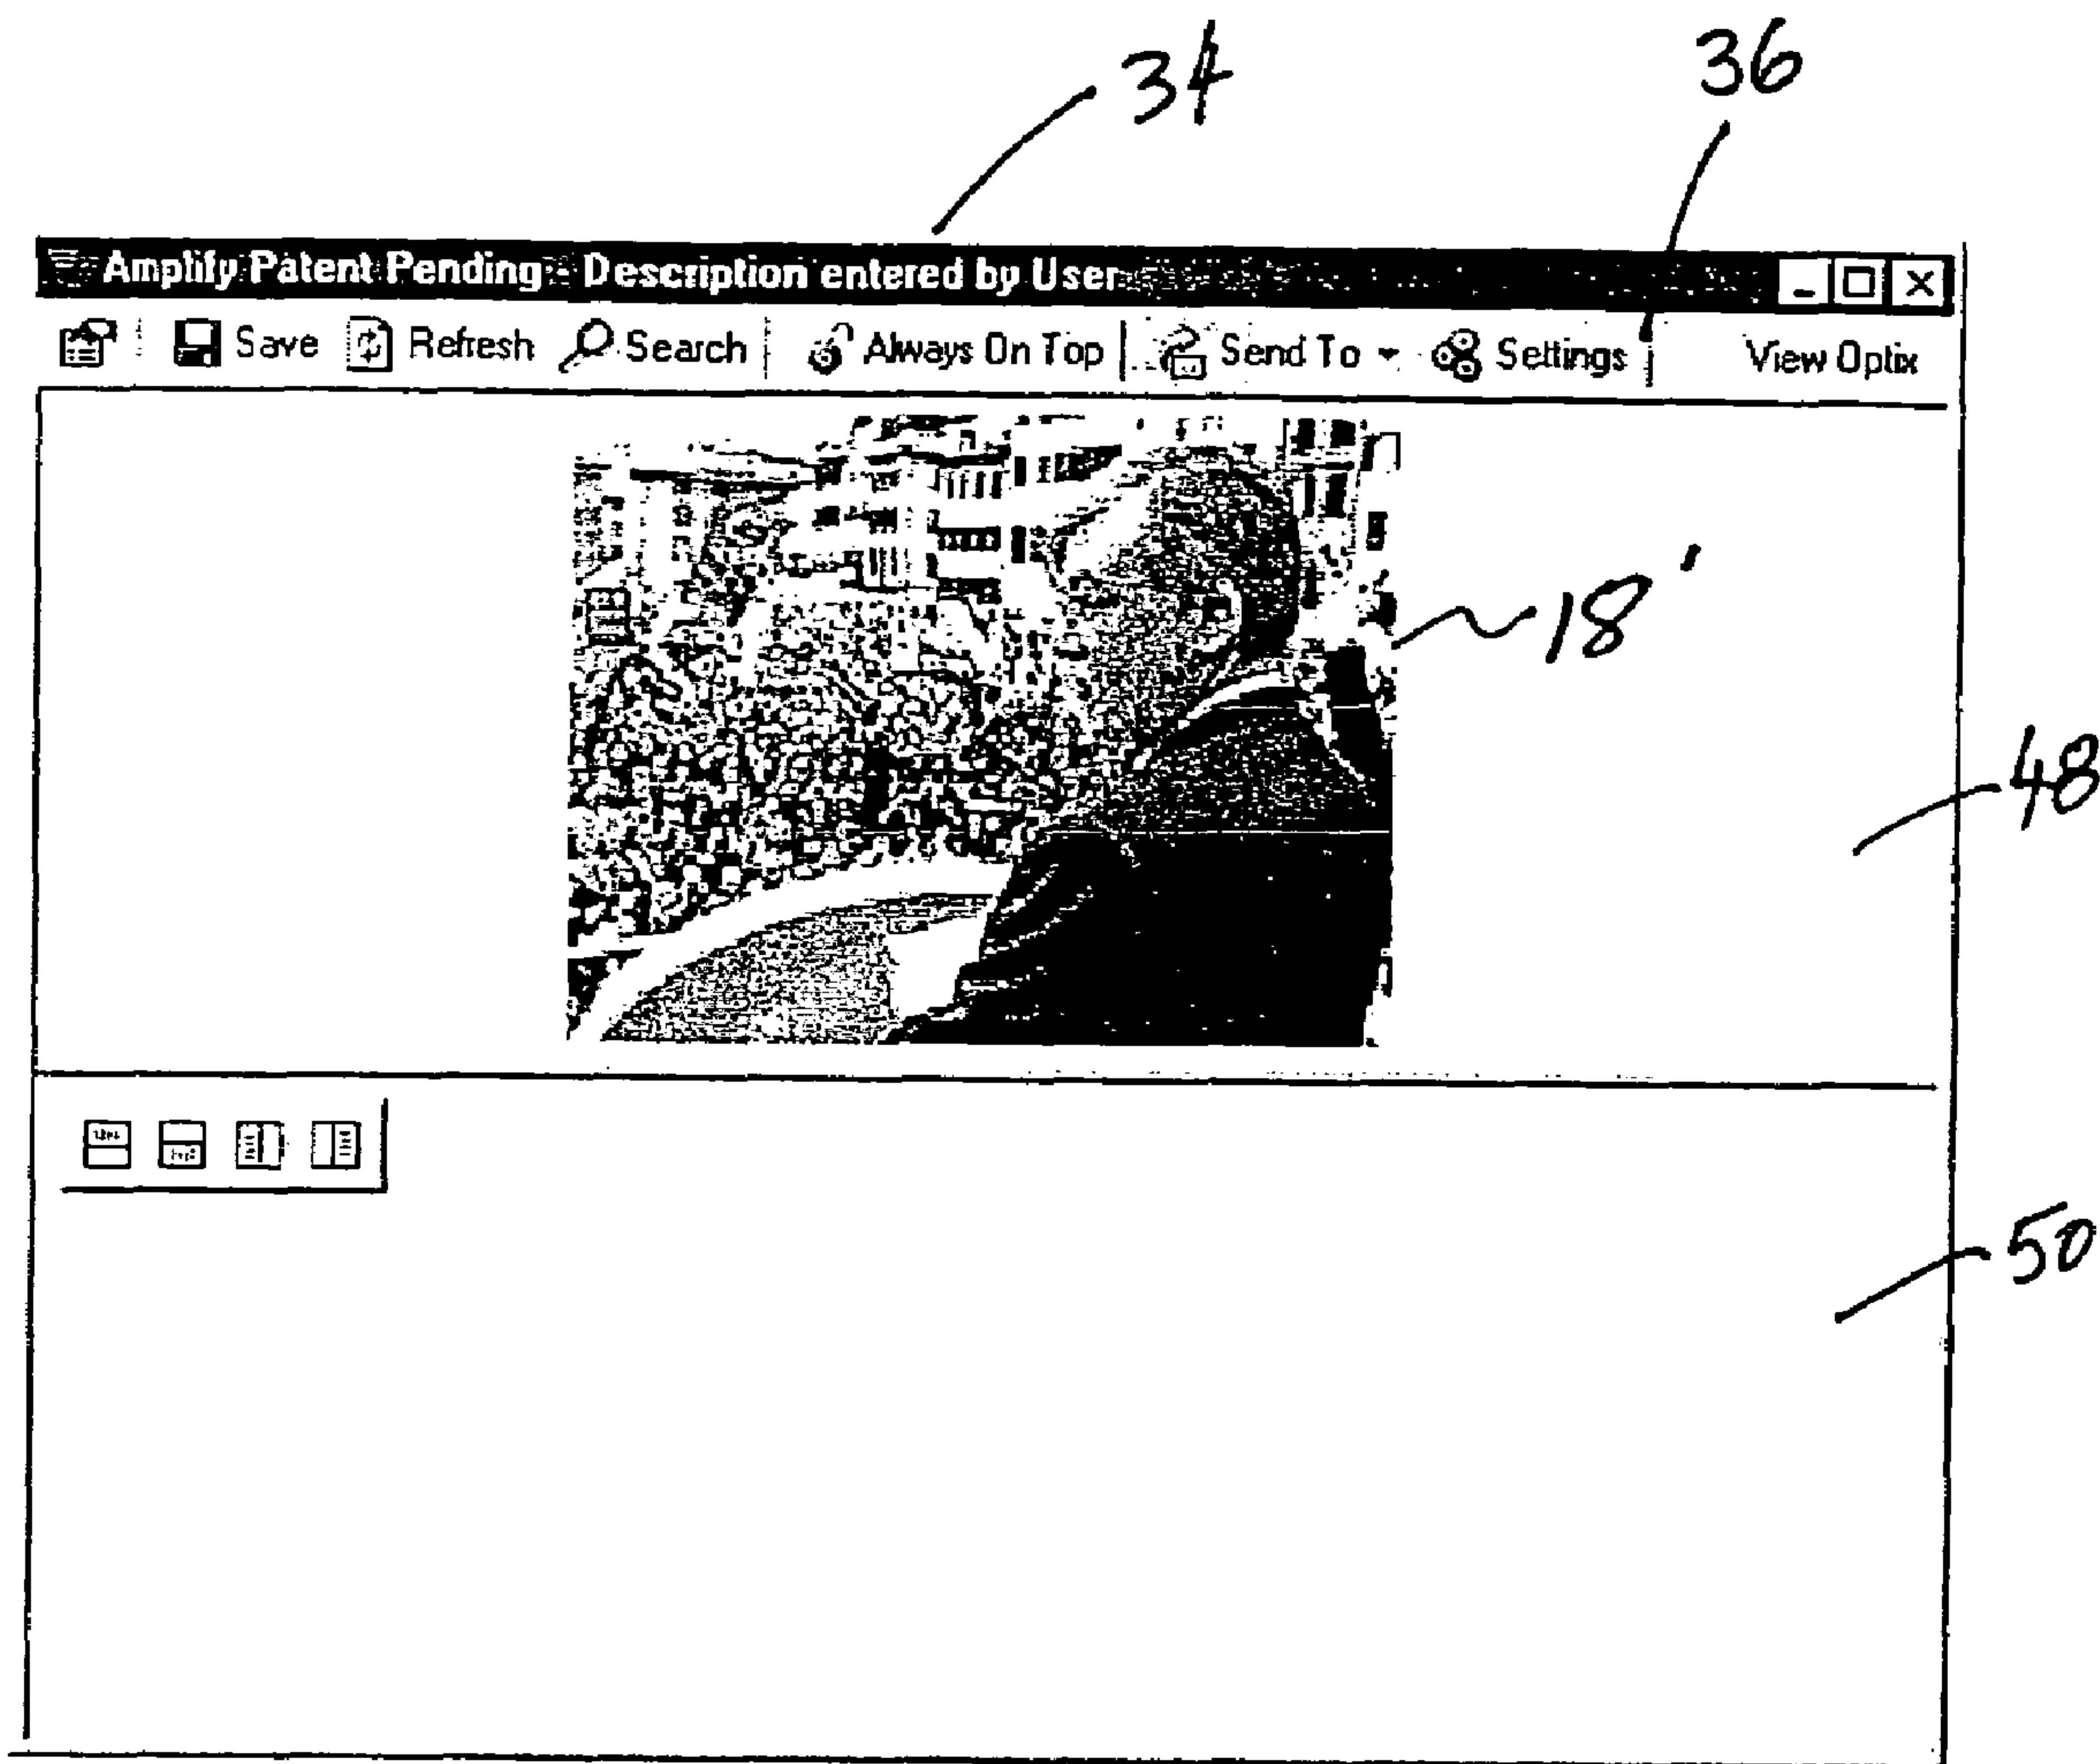 34
36
Amplify Patent Pending - Description entered by User
Save Refresh Search Always On Top Send To Settings View Optix
18'
48
50